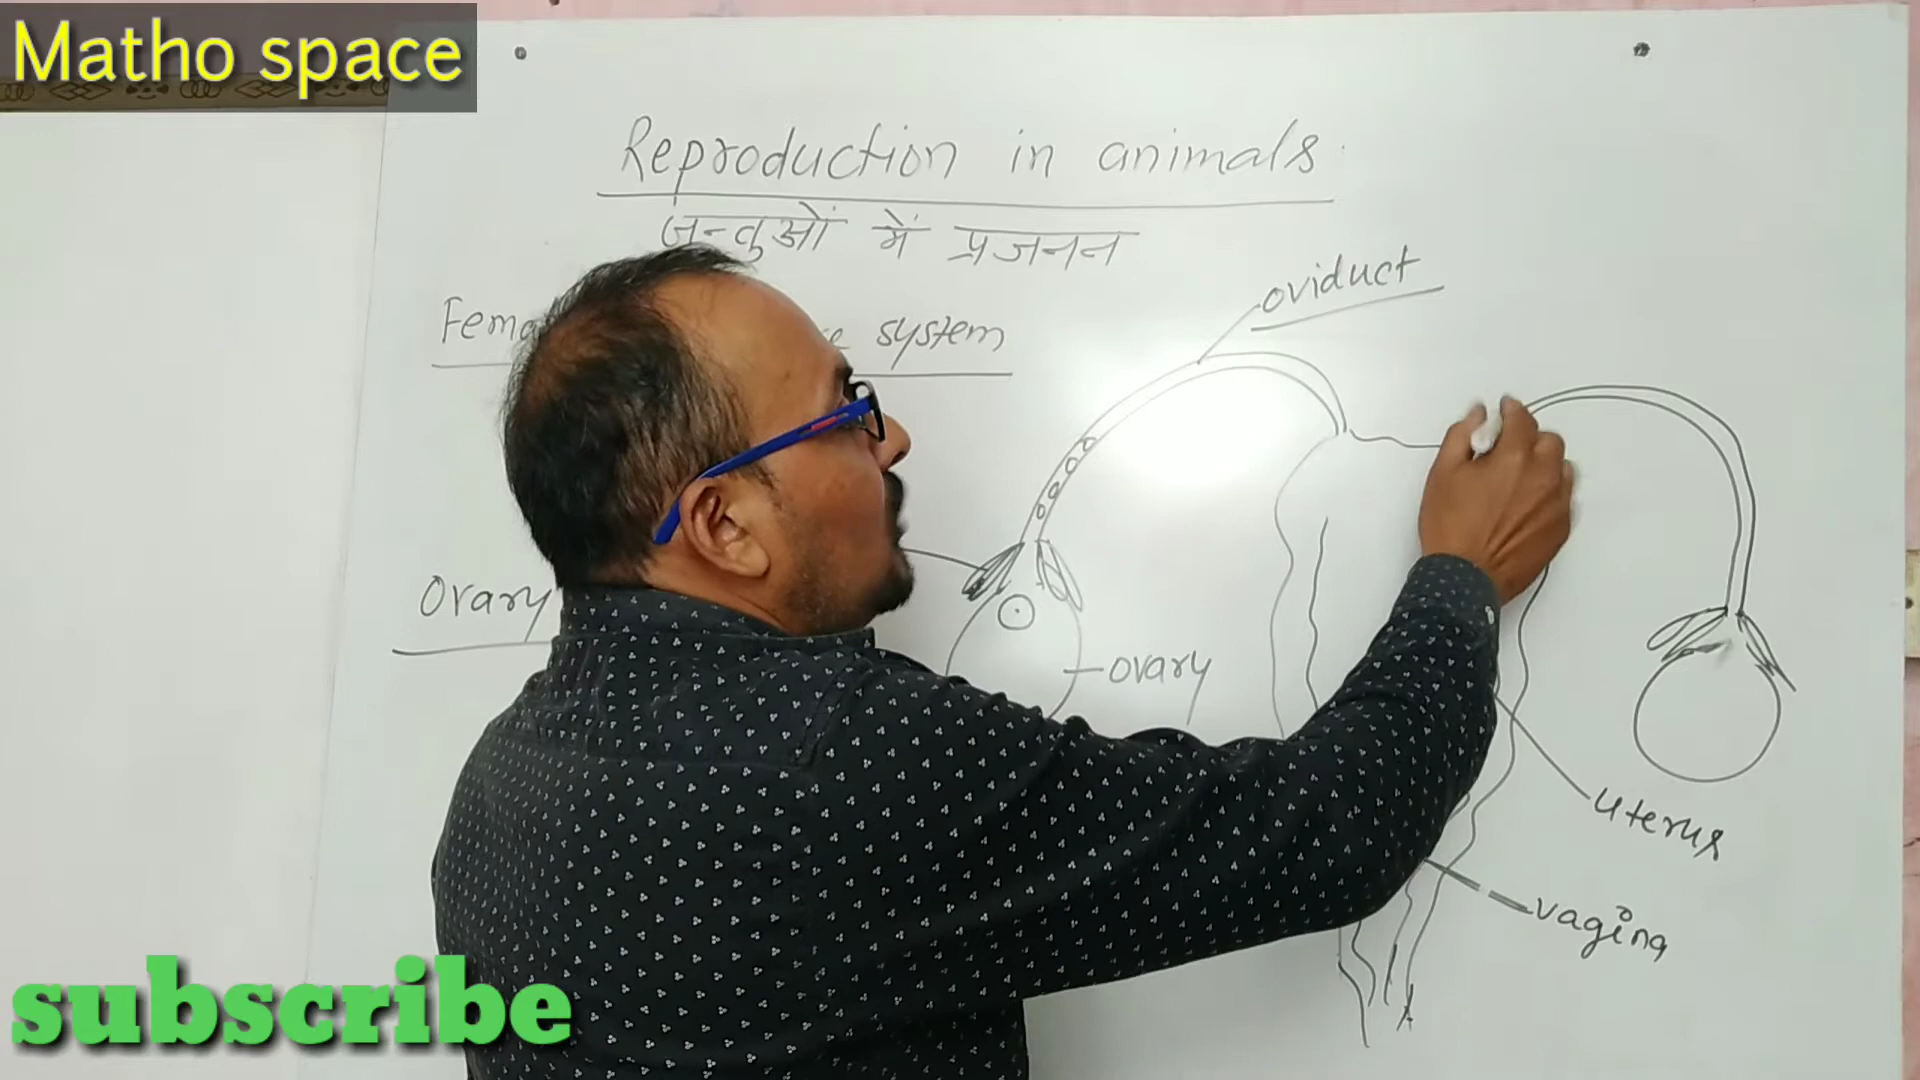 Matho space
Reproduction in animals
जन्तुओं में प्रजनन
oviduct
system
Ovary
ovary
uterus
vagina
subscribe